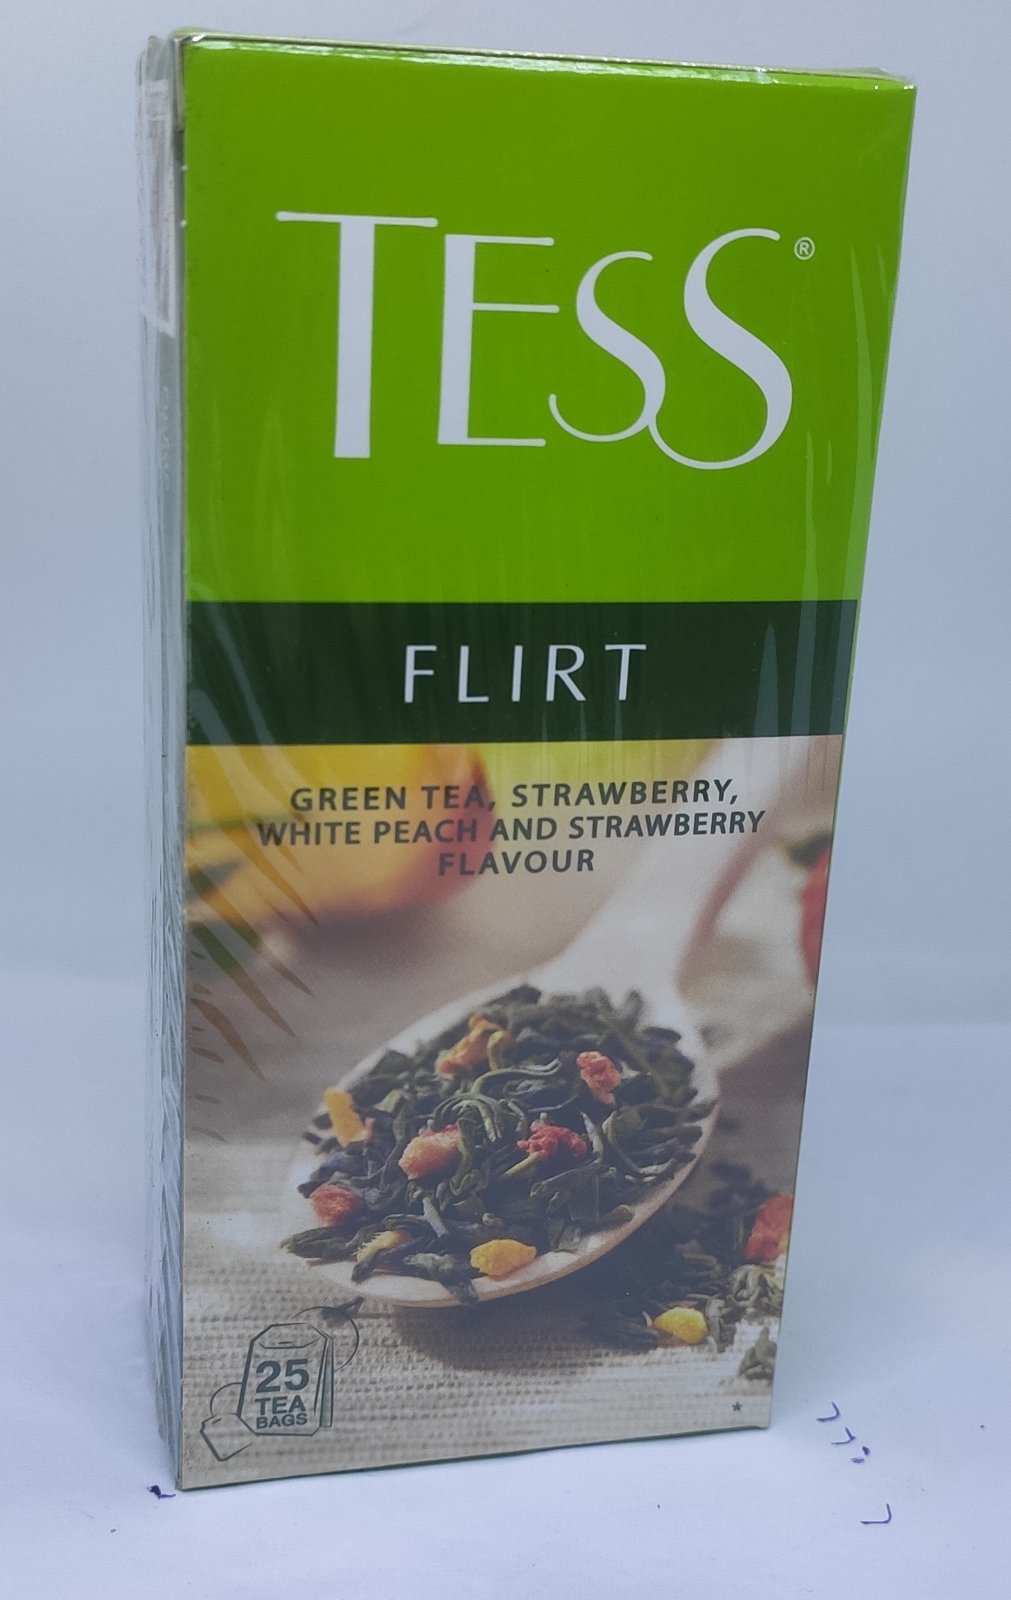 TESS®
FLIRT
GREEN TEA, STRAWBERRY,
WHITE PEACH AND STRAWBERRY
FLAVOUR
25
TEA
BAGS
*